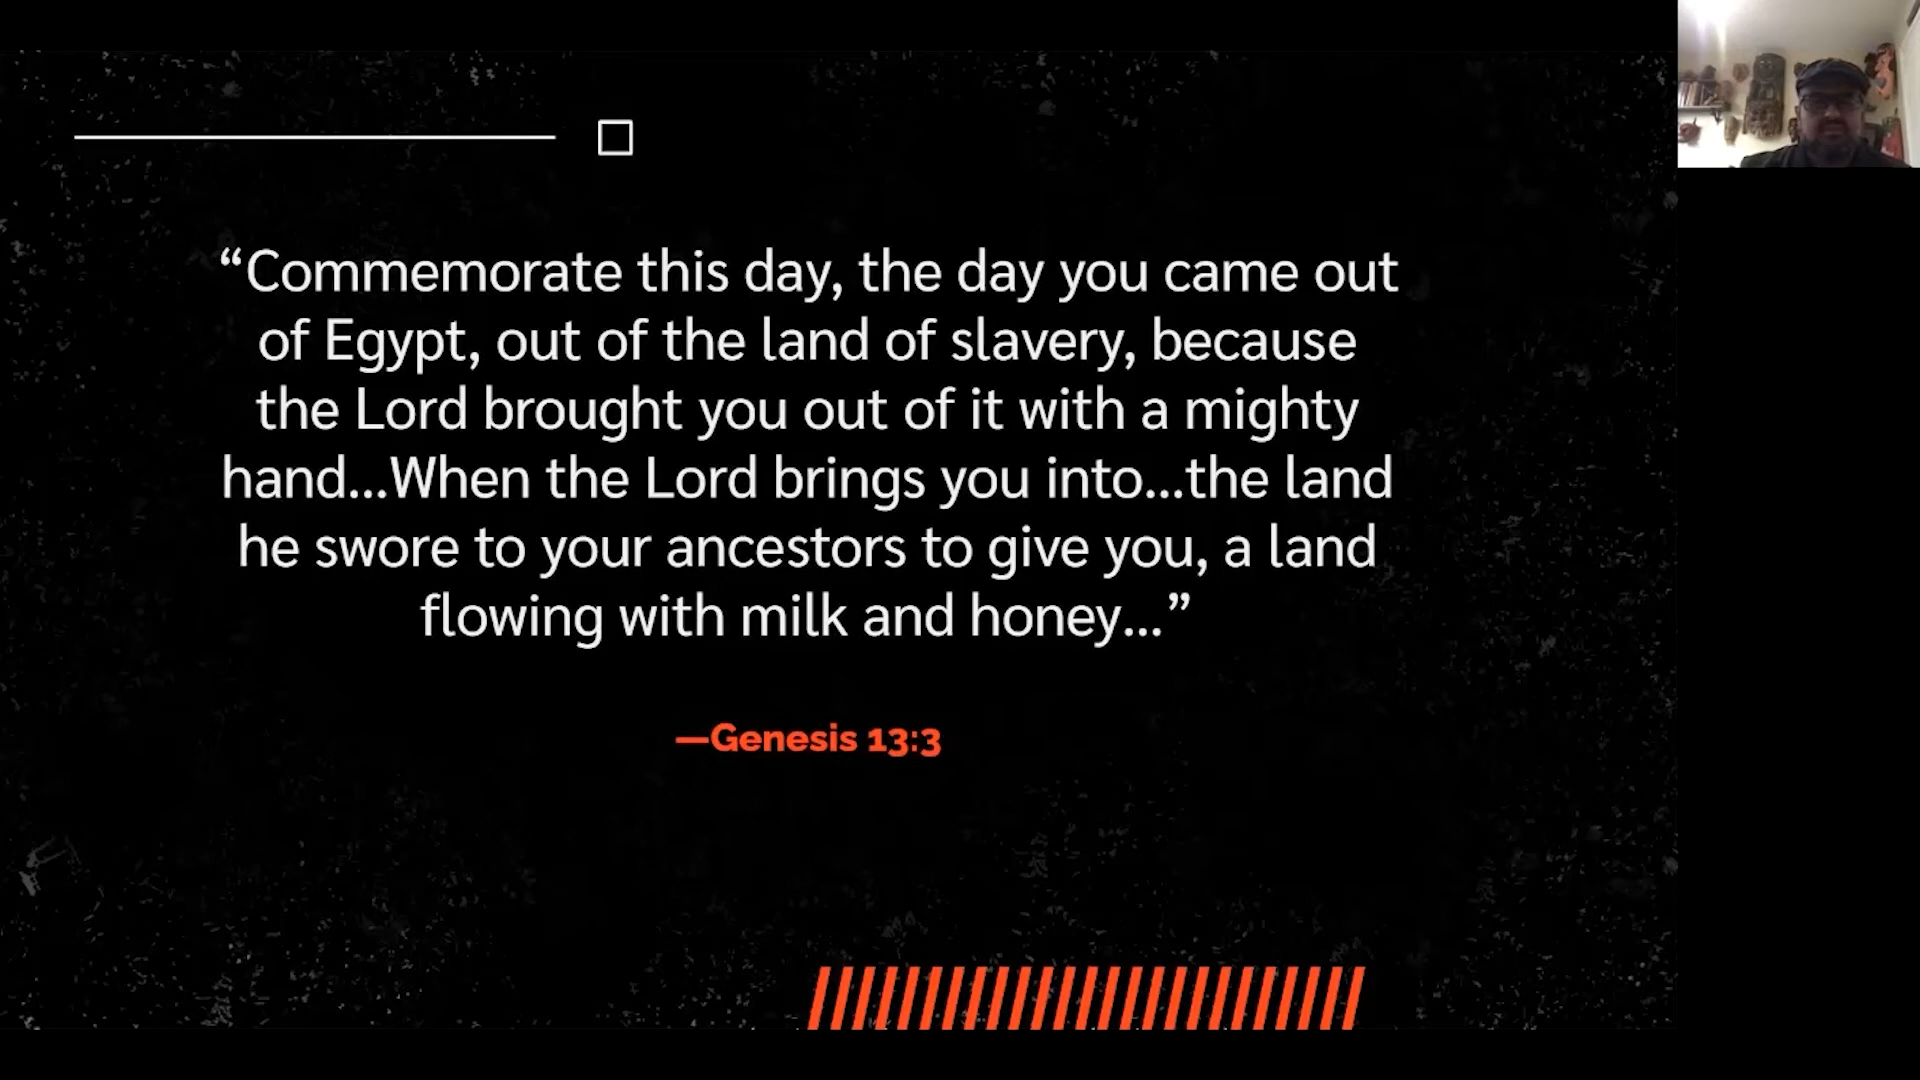 “Commemorate this day, the day you came out
of Egypt, out of the land of slavery, because
the Lord brought you out of it with a mighty
hand...When the Lord brings you into...the land
he swore to your ancestors to give you, a land
flowing with milk and honey...”
—Genesis 13:3